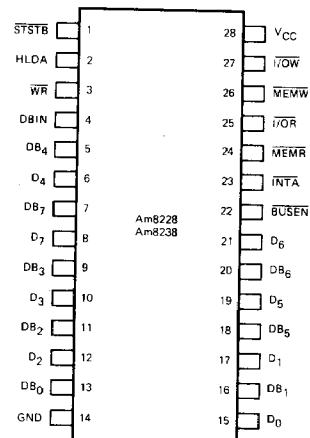 STSTB 1 28 VCC
HLDA 2 27 I/OW
WR 3 26 MEMW
DBIN 4 25 I/OR
DB4 5 24 MEMR
D4 6 23 INTA
DB7 7 22 BUSEN
Am8228
Am8238
D7 8 21 D6
DB3 9 20 DB6
D3 10 19 D5
DB2 11 18 DB5
D2 12 17 D1
DB0 13 16 DB1
GND 14 15 D0